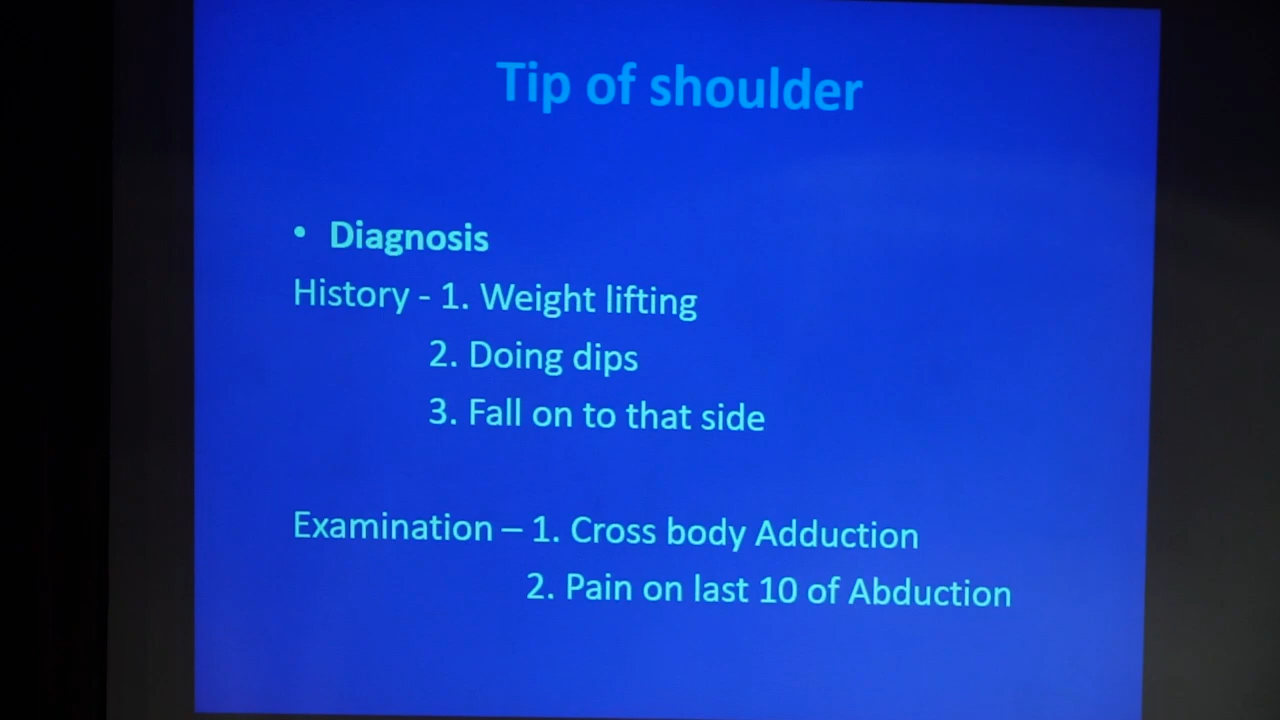 Tip of shoulder
• Diagnosis
History - 1. Weight lifting
2. Doing dips
3. Fall on to that side
Examination – 1. Cross body Adduction
2. Pain on last 10 of Abduction